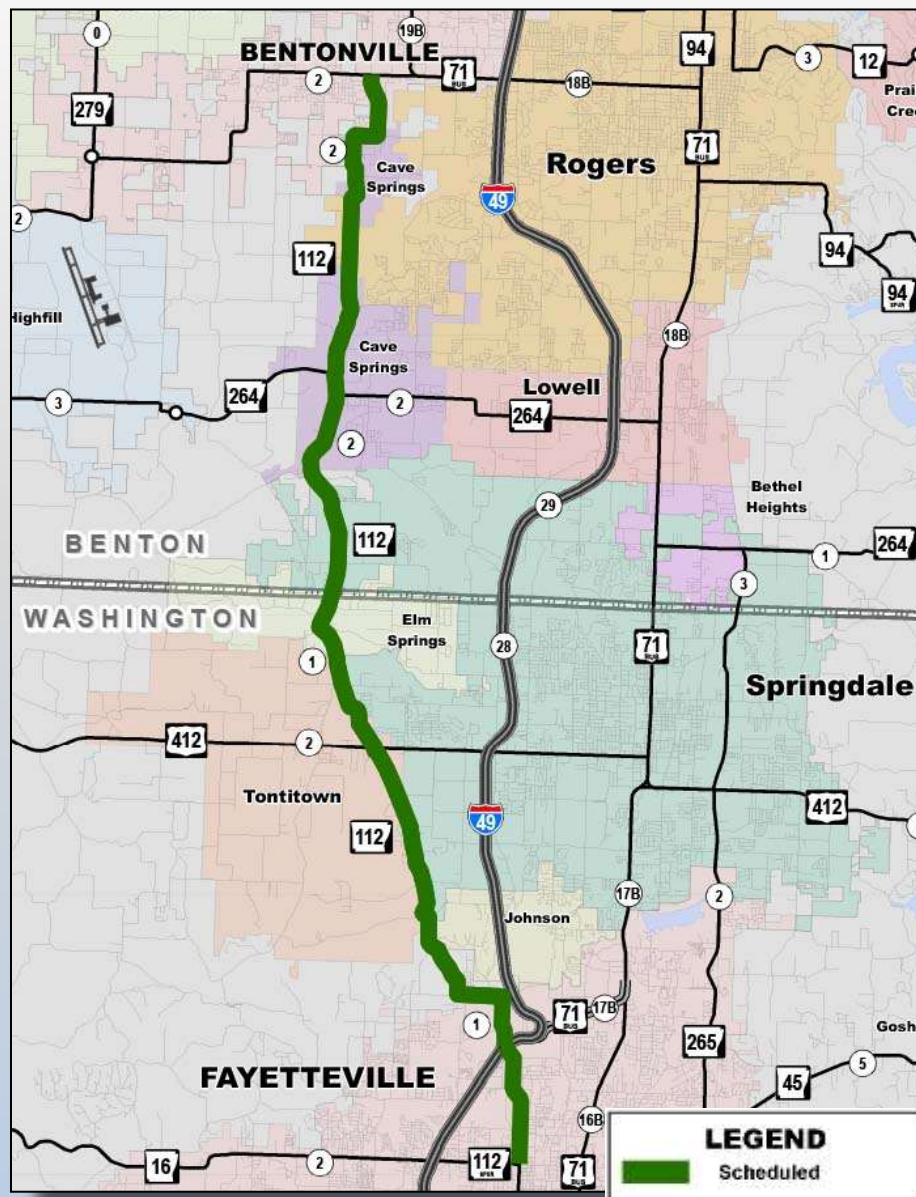 0
19B
BENTONVILLE
2
71
BUS
94
3
12
18B
279
Prai
Cree
71
BUS
2
Cave
Springs
Rogers
49
2
112
94
94
SPUR
Highfill
18B
Cave
Springs
264
Lowell
3
2
264
2
Bethel
Heights
29
112
264
1
BENTON
3
WASHINGTON
Elm
Springs
28
71
BUS
1
Springdale
412
2
Tontitown
412
49
112
17B
2
Johnson
71
BUS
17B
1
Gosh
265
5
FAYETTEVILLE
45
16B
LEGEND
16
2
112
SPUR
71
BUS
Scheduled